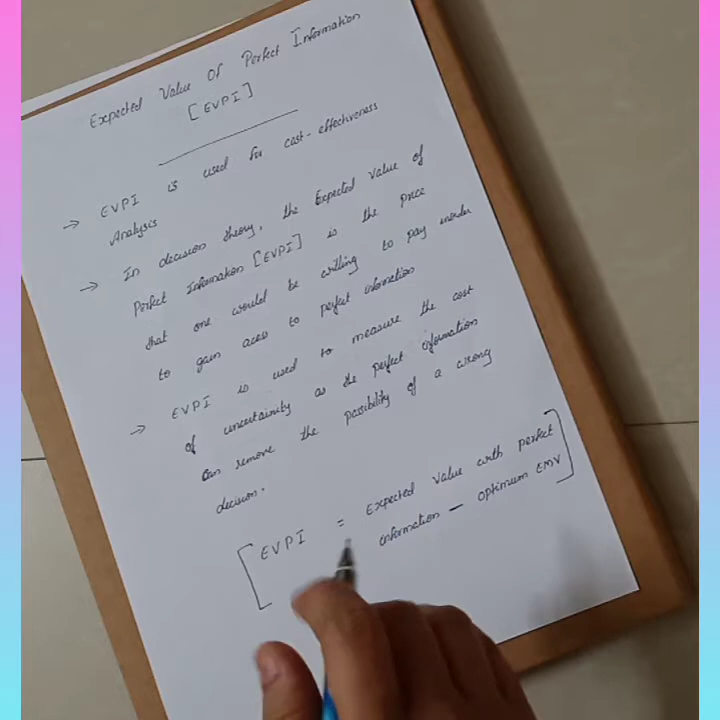 Expected Value Of Perfect Information
[EVPI]
→ EVPI is used for cost-effectiveness
Analysis
→ In decision theory, the Expected Value of
Perfect Information [EVPI] is the price
that one would be willing to pay inorder
to gain acess to perfect information
→ EVPI is used to measure the cost
of uncertainity as the perfect information
Can remove the possibility of a wrong
decision.
[EVPI = Expected Value with perfect
information - optimum EMV]